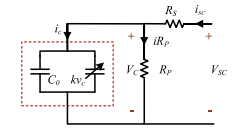 R_S
i_sc
i_c
+
iR_P
+
C_0
kv_c
V_C
R_P
V_SC
-
-